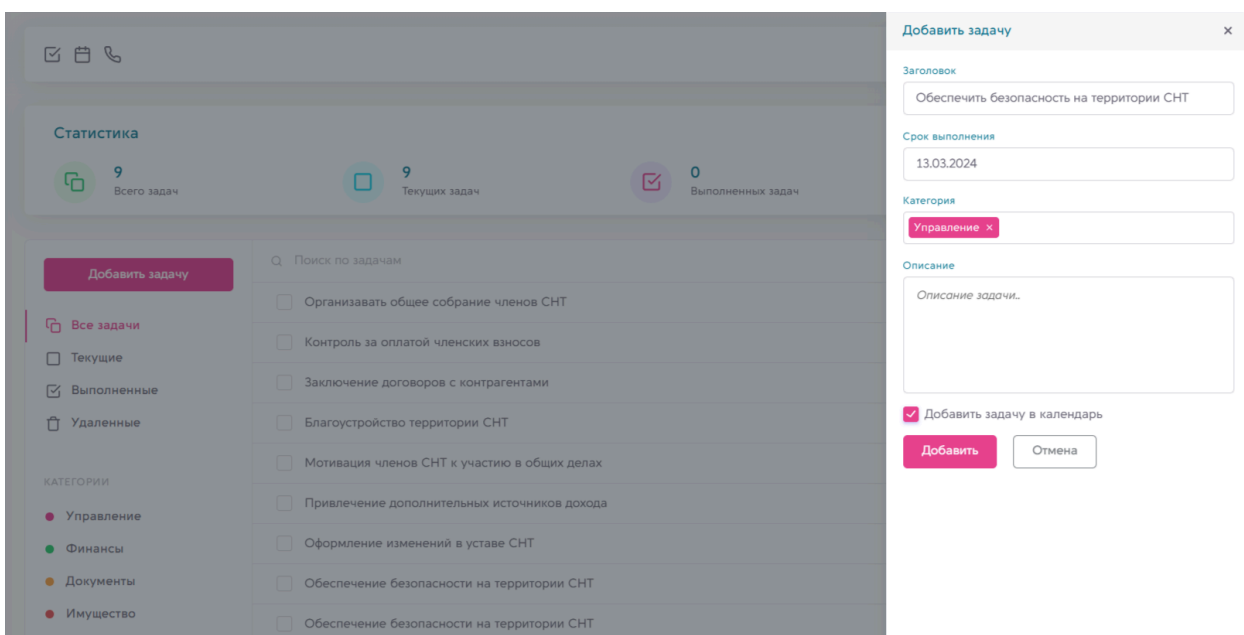 Добавить задачу
Заголовок
Обеспечить безопасность на территории СНТ
Срок выполнения
13.03.2024
Категория
Управление ×
Описание
Описание задачи..
Добавить задачу в календарь
Добавить
Отмена
Статистика
9
Всего задач
9
Текущих задач
0
Выполненных задач
Добавить задачу
Все задачи
Текущие
Выполненные
Удаленные
КАТЕГОРИИ
Управление
Финансы
Документы
Имущество
Поиск по задачам
Организавать общее собрание членов СНТ
Контроль за оплатой членских взносов
Заключение договоров с контрагентами
Благоустройство территории СНТ
Мотивация членов СНТ к участию в общих делах
Привлечение дополнительных источников дохода
Оформление изменений в уставе СНТ
Обеспечение безопасности на территории СНТ
Обеспечение безопасности на территории СНТ